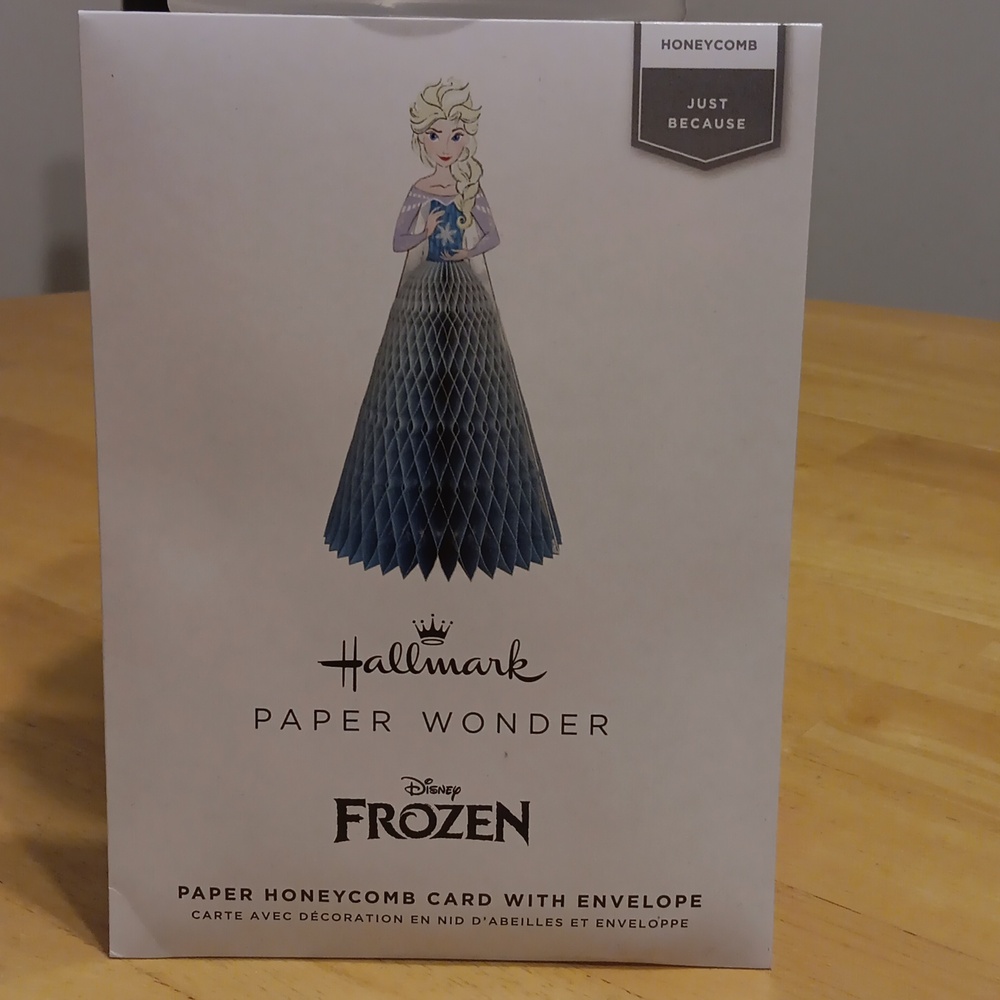 HONEYCOMB
JUST
BECAUSE
Hallmark
PAPER WONDER
Disney
FROZEN
PAPER HONEYCOMB CARD WITH ENVELOPE
CARTE AVEC DÉCORATION EN NID D'ABEILLES ET ENVELOPPE